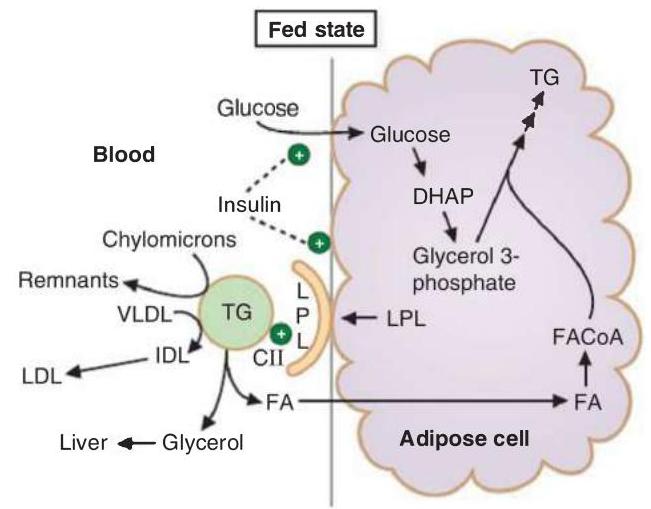 Fed state
TG
Glucose
Glucose
Blood
+
DHAP
Insulin
Chylomicrons
+
Glycerol 3-
phosphate
Remnants
VLDL
TG
L
P
L
LPL
+
CII
FACoA
IDL
LDL
FA
FA
Liver
Glycerol
Adipose cell